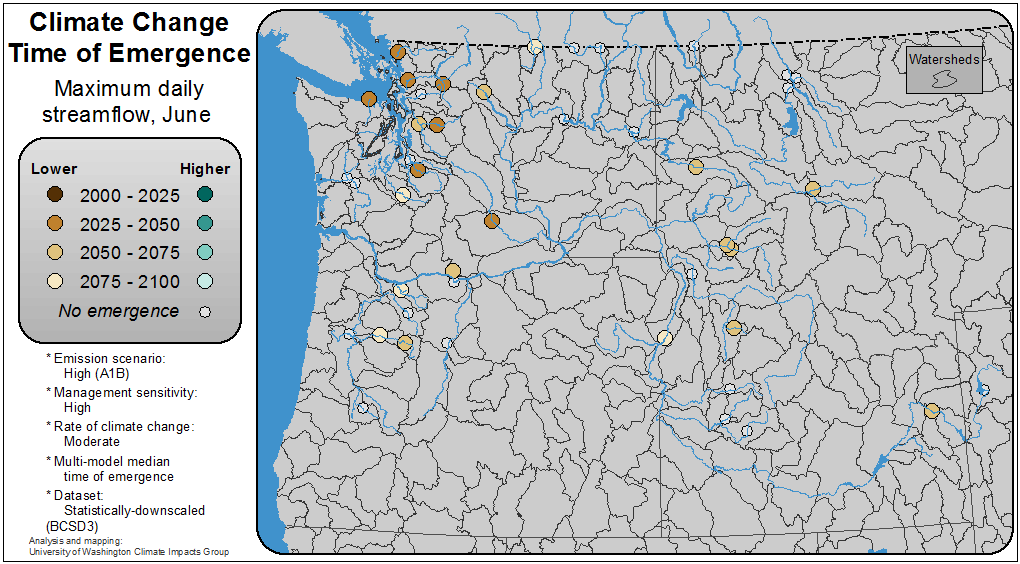 Climate Change
Time of Emergence
Maximum daily
streamflow, June
Lower Higher
2000 - 2025
2025 - 2050
2050 - 2075
2075 - 2100
No emergence
* Emission scenario:
High (A1B)
* Management sensitivity:
High
* Rate of climate change:
Moderate
* Multi-model median
time of emergence
* Dataset:
Statistically-downscaled
(BCSD3)
Analysis and mapping:
University of Washington Climate Impacts Group
Watersheds